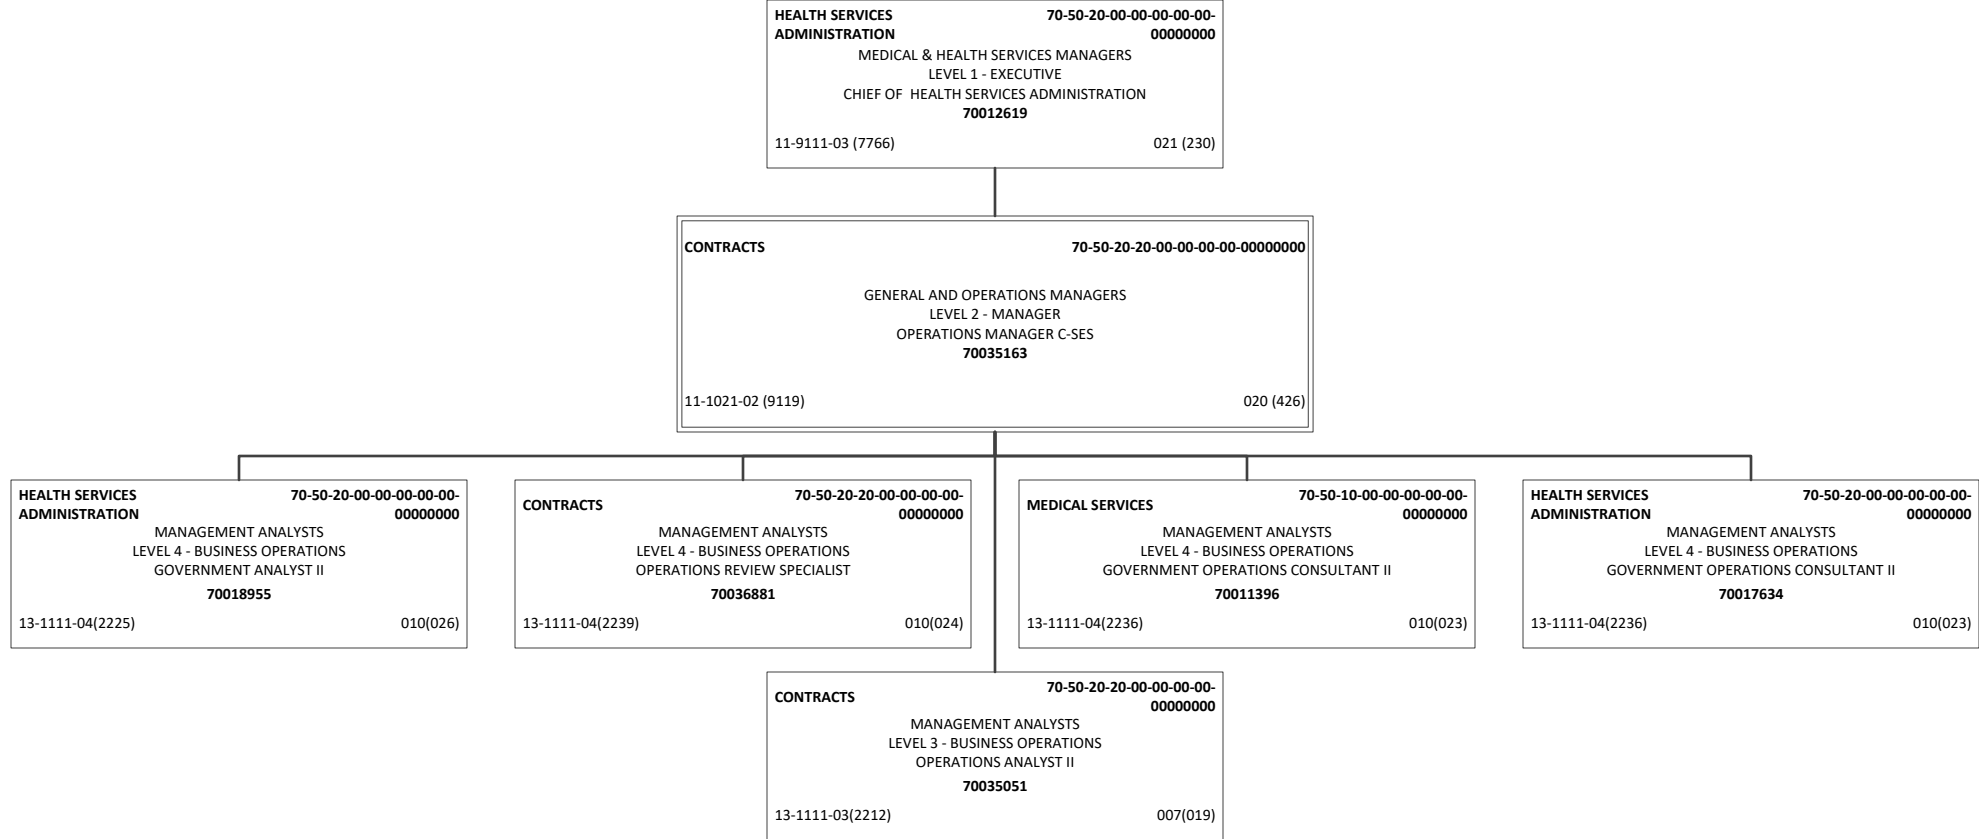 HEALTH SERVICES ADMINISTRATION
70-50-20-00-00-00-00-00-
00000000
MEDICAL & HEALTH SERVICES MANAGERS
LEVEL 1 - EXECUTIVE
CHIEF OF  HEALTH SERVICES ADMINISTRATION
70012619
11-9111-03 (7766)
021 (230)
CONTRACTS
70-50-20-20-00-00-00-00-00000000
GENERAL AND OPERATIONS MANAGERS
LEVEL 2 - MANAGER
OPERATIONS MANAGER C-SES
70035163
11-1021-02 (9119)
020 (426)
HEALTH SERVICES
ADMINISTRATION
70-50-20-00-00-00-00-00-
00000000
MANAGEMENT ANALYSTS
LEVEL 4 - BUSINESS OPERATIONS
GOVERNMENT ANALYST II
70018955
13-1111-04(2225)
010(026)
CONTRACTS
70-50-20-20-00-00-00-00-
00000000
MANAGEMENT ANALYSTS
LEVEL 4 - BUSINESS OPERATIONS
OPERATIONS REVIEW SPECIALIST
70036881
13-1111-04(2239)
010(024)
MEDICAL SERVICES
70-50-10-00-00-00-00-00-
00000000
MANAGEMENT ANALYSTS
LEVEL 4 - BUSINESS OPERATIONS
GOVERNMENT OPERATIONS CONSULTANT II
70011396
13-1111-04(2236)
010(023)
HEALTH SERVICES
ADMINISTRATION
70-50-20-00-00-00-00-00-
00000000
MANAGEMENT ANALYSTS
LEVEL 4 - BUSINESS OPERATIONS
GOVERNMENT OPERATIONS CONSULTANT II
70017634
13-1111-04(2236)
010(023)
CONTRACTS
70-50-20-20-00-00-00-00-
00000000
MANAGEMENT ANALYSTS
LEVEL 3 - BUSINESS OPERATIONS
OPERATIONS ANALYST II
70035051
13-1111-03(2212)
007(019)